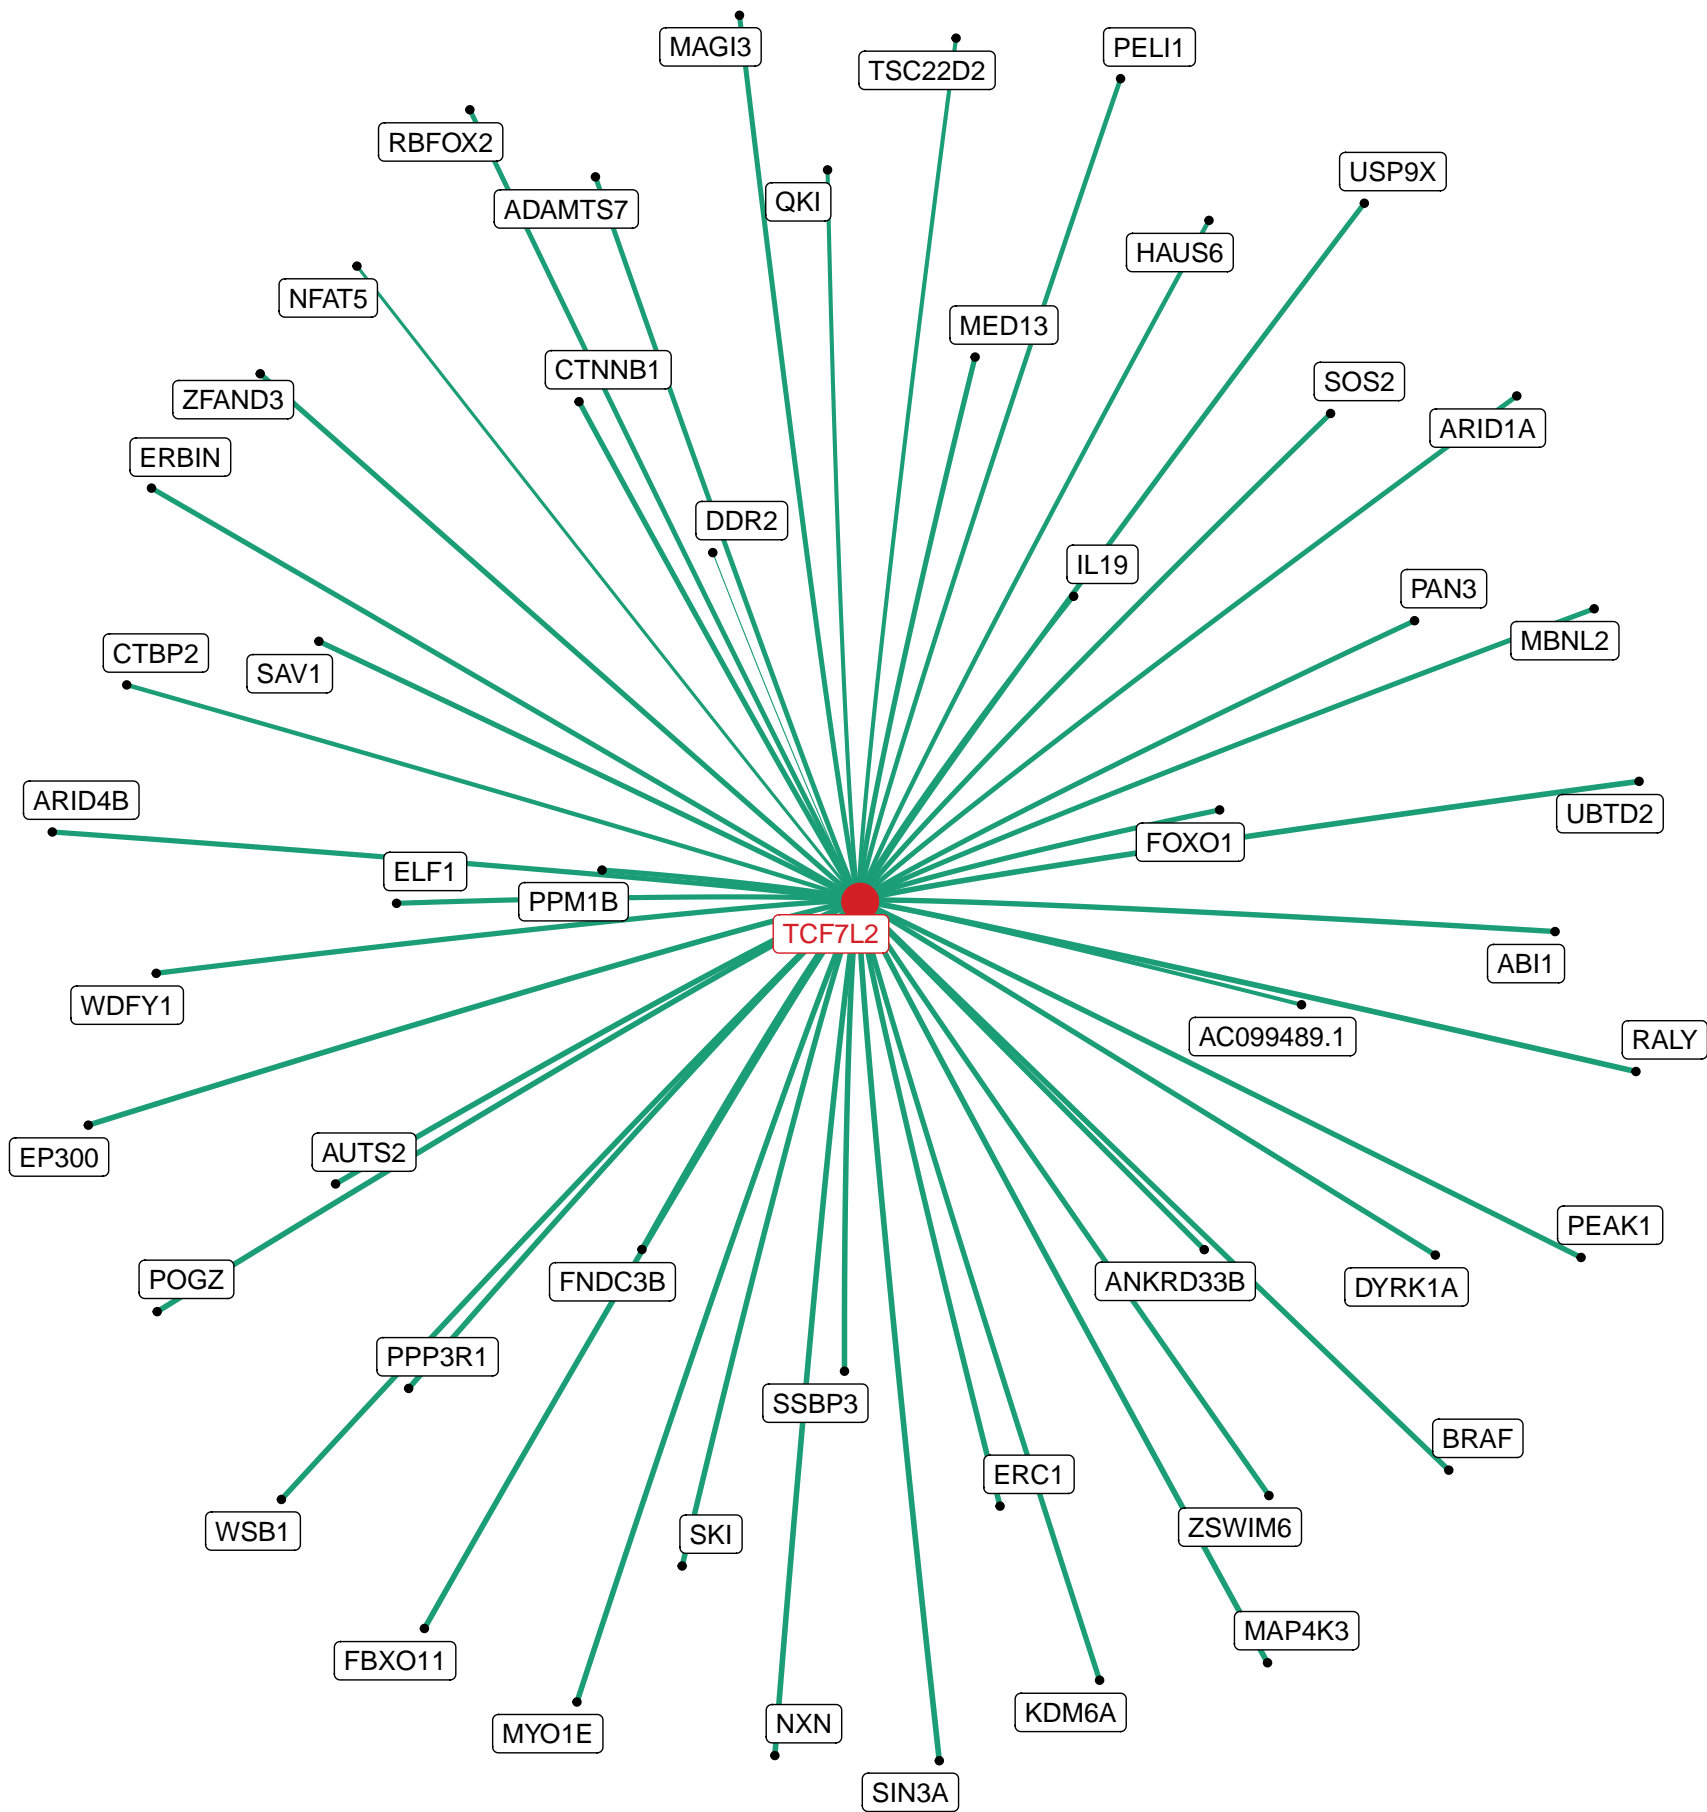 MAGI3
PELI1
TSC22D2
RBFOX2
USP9X
QKI
ADAMTS7
HAUS6
NFAT5
MED13
CTNNB1
SOS2
ZFAND3
ARID1A
ERBIN
DDR2
IL19
PAN3
MBNL2
CTBP2
SAV1
ARID4B
UBTD2
FOXO1
ELF1
PPM1B
TCF7L2
ABI1
WDFY1
AC099489.1
RALY
AUTS2
EP300
PEAK1
POGZ
FNDC3B
ANKRD33B
DYRK1A
PPP3R1
SSBP3
BRAF
ERC1
ZSWIM6
WSB1
SKI
MAP4K3
FBXO11
KDM6A
NXN
MYO1E
SIN3A